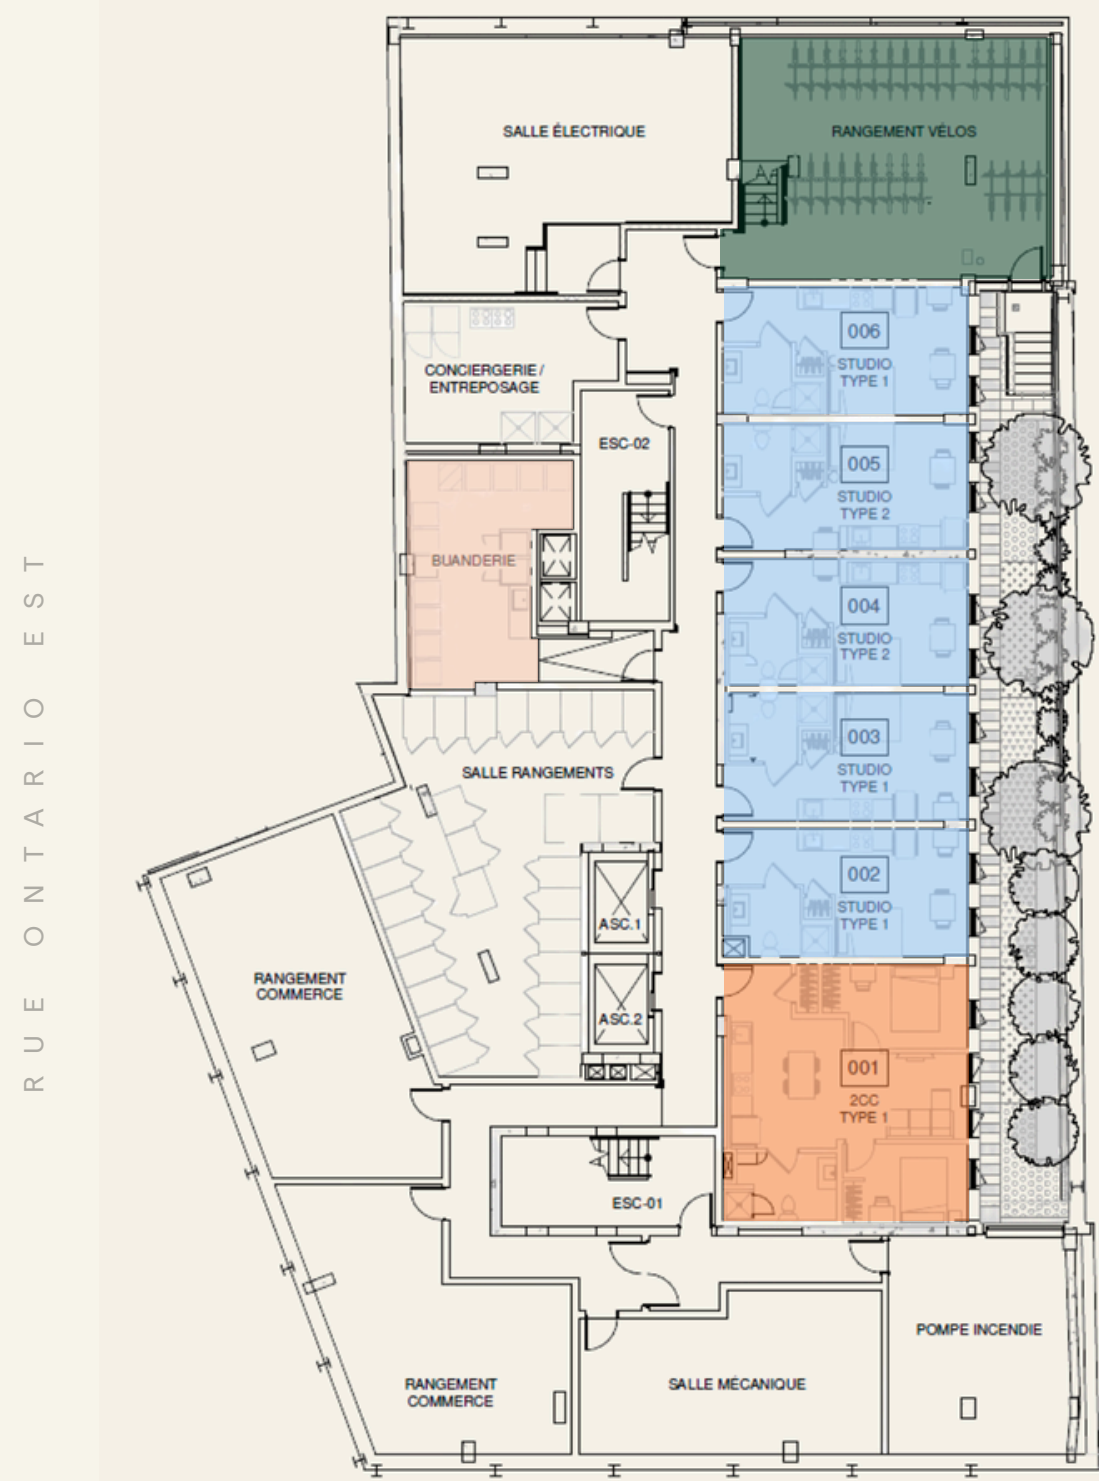 SALLE ÉLECTRIQUE
RANGEMENT VÉLOS
006
STUDIO
TYPE 1
CONCIERGERIE /
ENTREPOSAGE
ESC-02
005
STUDIO
TYPE 2
BUANDERIE
004
STUDIO
TYPE 2
003
STUDIO
TYPE 1
SALLE RANGEMENTS
002
STUDIO
TYPE 1
ASC.1
RANGEMENT
COMMERCE
ASC.2
001
2CC
TYPE 1
ESC-01
POMPE INCENDIE
RANGEMENT
COMMERCE
SALLE MÉCANIQUE
RUE ONTARIO EST